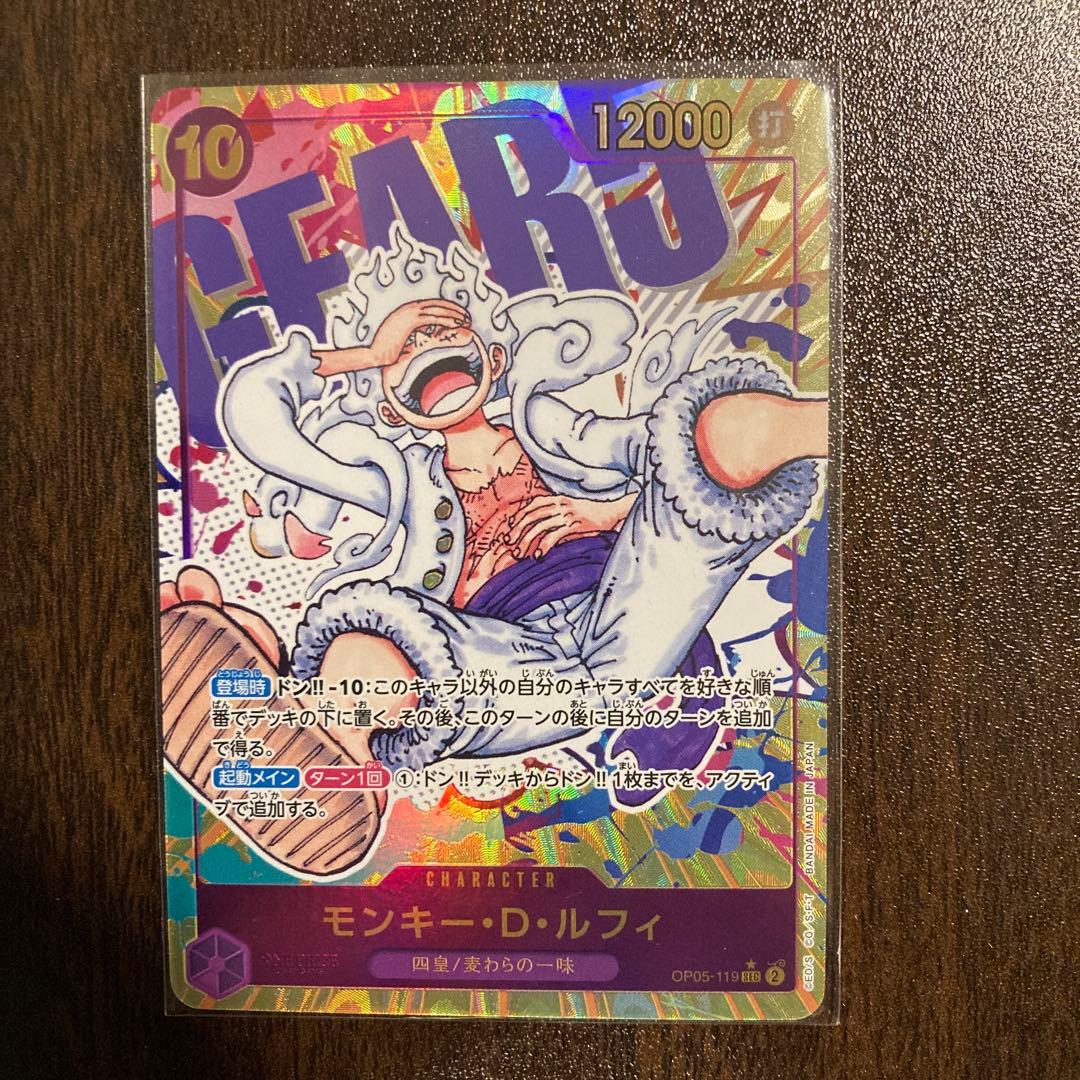 10
12000 打
GEAR5
登場時 ドン!!-10:このキャラ以外の自分のキャラすべてを好きな順
番でデッキの下に置く。その後、このターンの後に自分のターンを追加
で得る。
起動メイン ターン1回 ①:ドン!!デッキからドン!!1枚までを、アクティ
ブで追加する。
CHARACTER
モンキー・D・ルフィ
四皇/麦わらの一味
OP05-119 SEC ★ 2
©EO/S ©O/S・F・T BANDAI MADE IN JAPAN